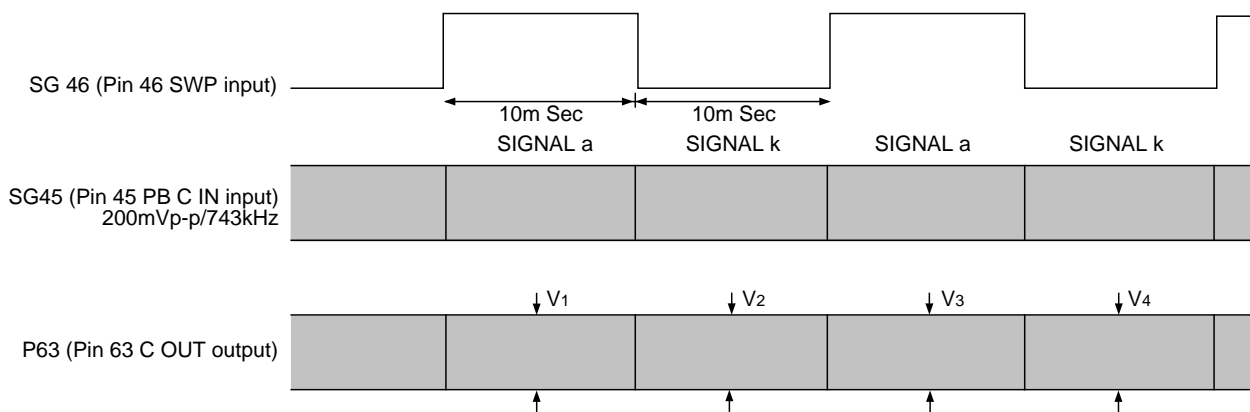 SG 46 (Pin 46 SWP input)
10m Sec 10m Sec
SIGNAL a SIGNAL k SIGNAL a SIGNAL k
SG45 (Pin 45 PB C IN input)
200mVp-p/743kHz
V1 V2 V3 V4
P63 (Pin 63 C OUT output)